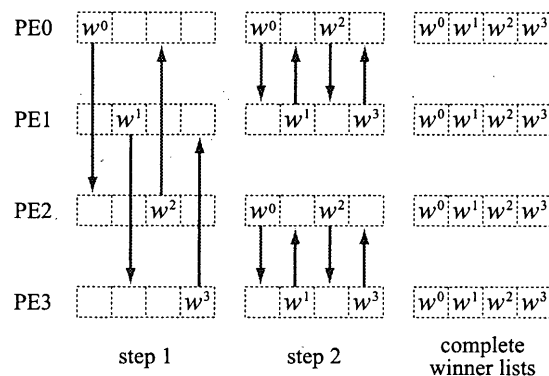 PE0 w⁰ w⁰ w² w⁰ w¹ w² w³
PE1 w¹ w¹ w³ w⁰ w¹ w² w³
PE2 w² w⁰ w² w⁰ w¹ w² w³
PE3 w³ w¹ w³ w⁰ w¹ w² w³
step 1 step 2 complete
winner lists